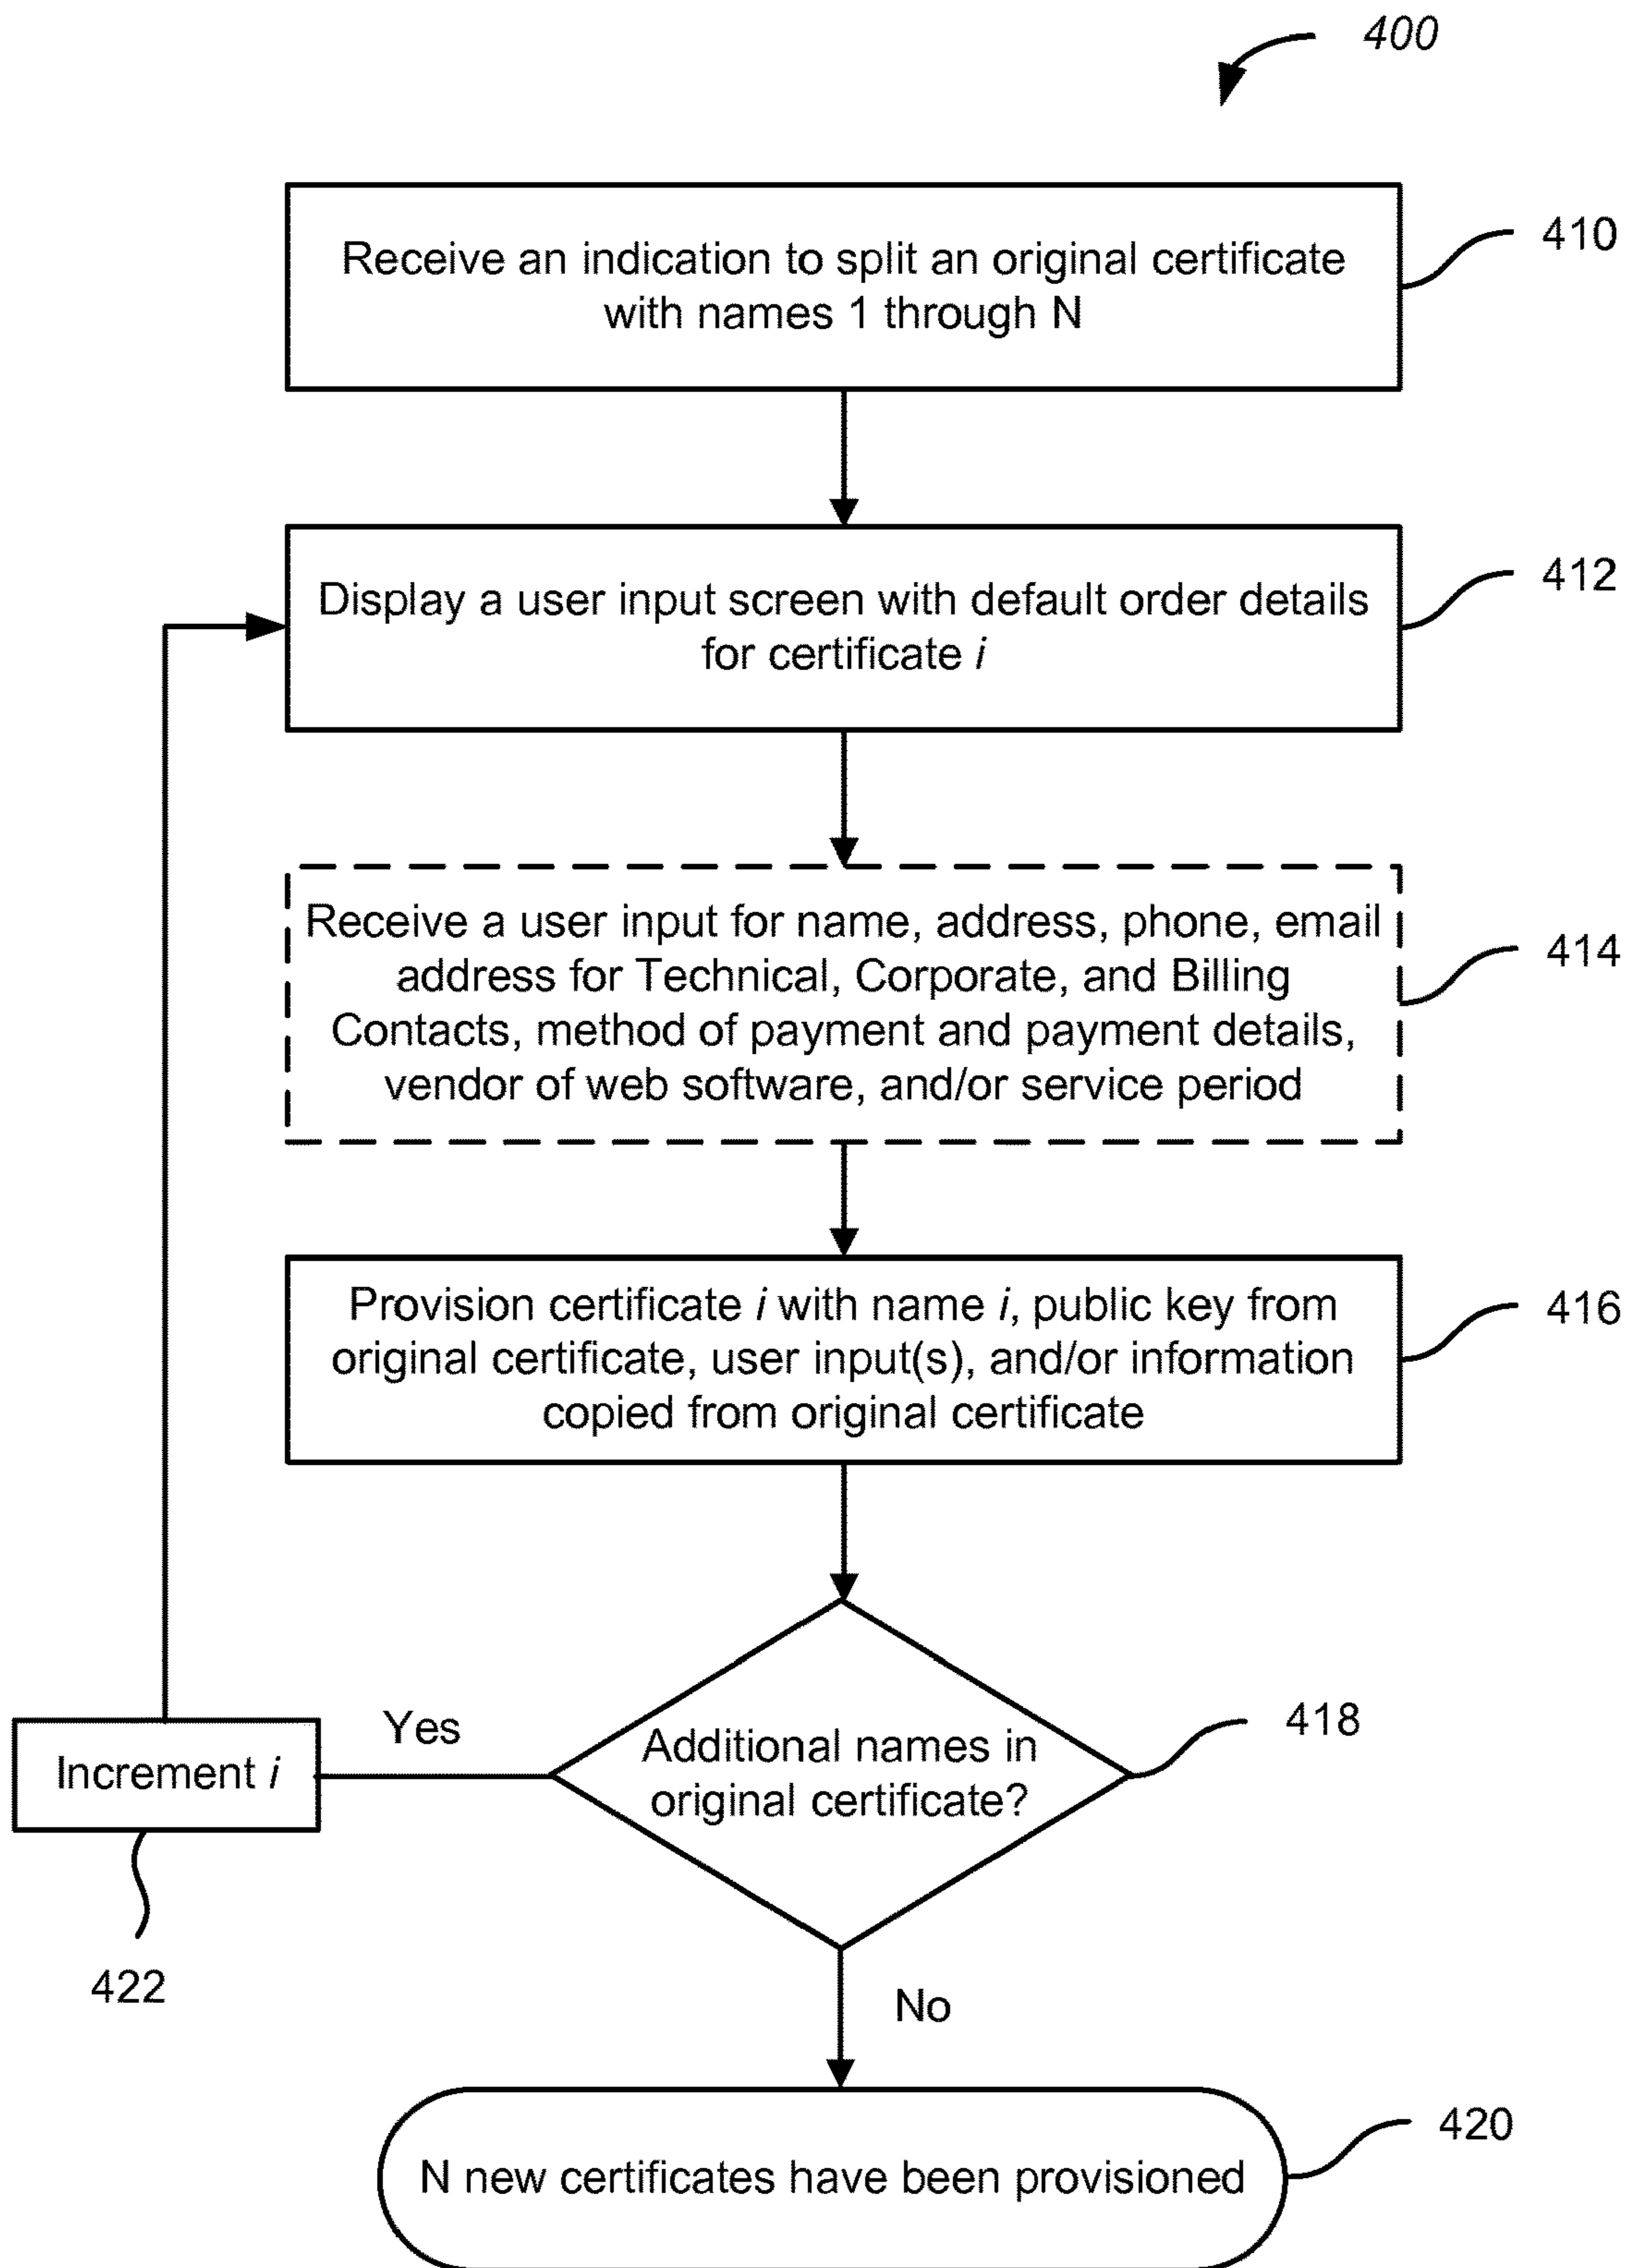 400
Receive an indication to split an original certificate
with names 1 through N
410
Display a user input screen with default order details
for certificate i
412
Receive a user input for name, address, phone, email
address for Technical, Corporate, and Billing
Contacts, method of payment and payment details,
vendor of web software, and/or service period
414
Provision certificate i with name i, public key from
original certificate, user input(s), and/or information
copied from original certificate
416
Additional names in
original certificate?
418
Yes
Increment i
422
No
N new certificates have been provisioned
420